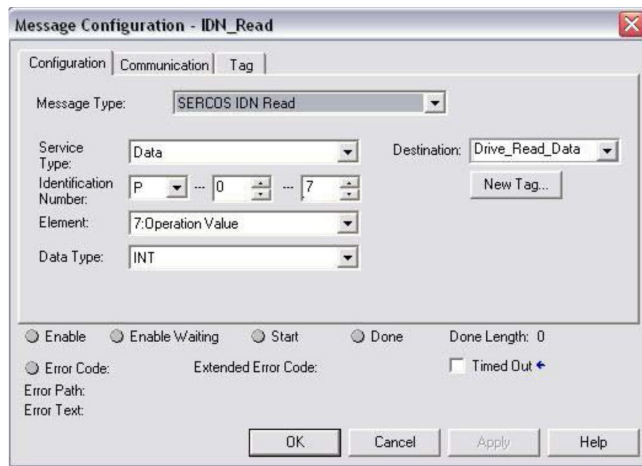 Message Configuration - IDN_Read
Configuration Communication Tag
Message Type: SERCOS IDN Read
Service Type: Data Destination: Drive_Read_Data
Identification Number: P --- 0 --- 7 New Tag...
Element: 7:Operation Value
Data Type: INT
Enable Enable Waiting Start Done Done Length: 0
Error Code: Extended Error Code: Timed Out
Error Path:
Error Text:
OK Cancel Apply Help